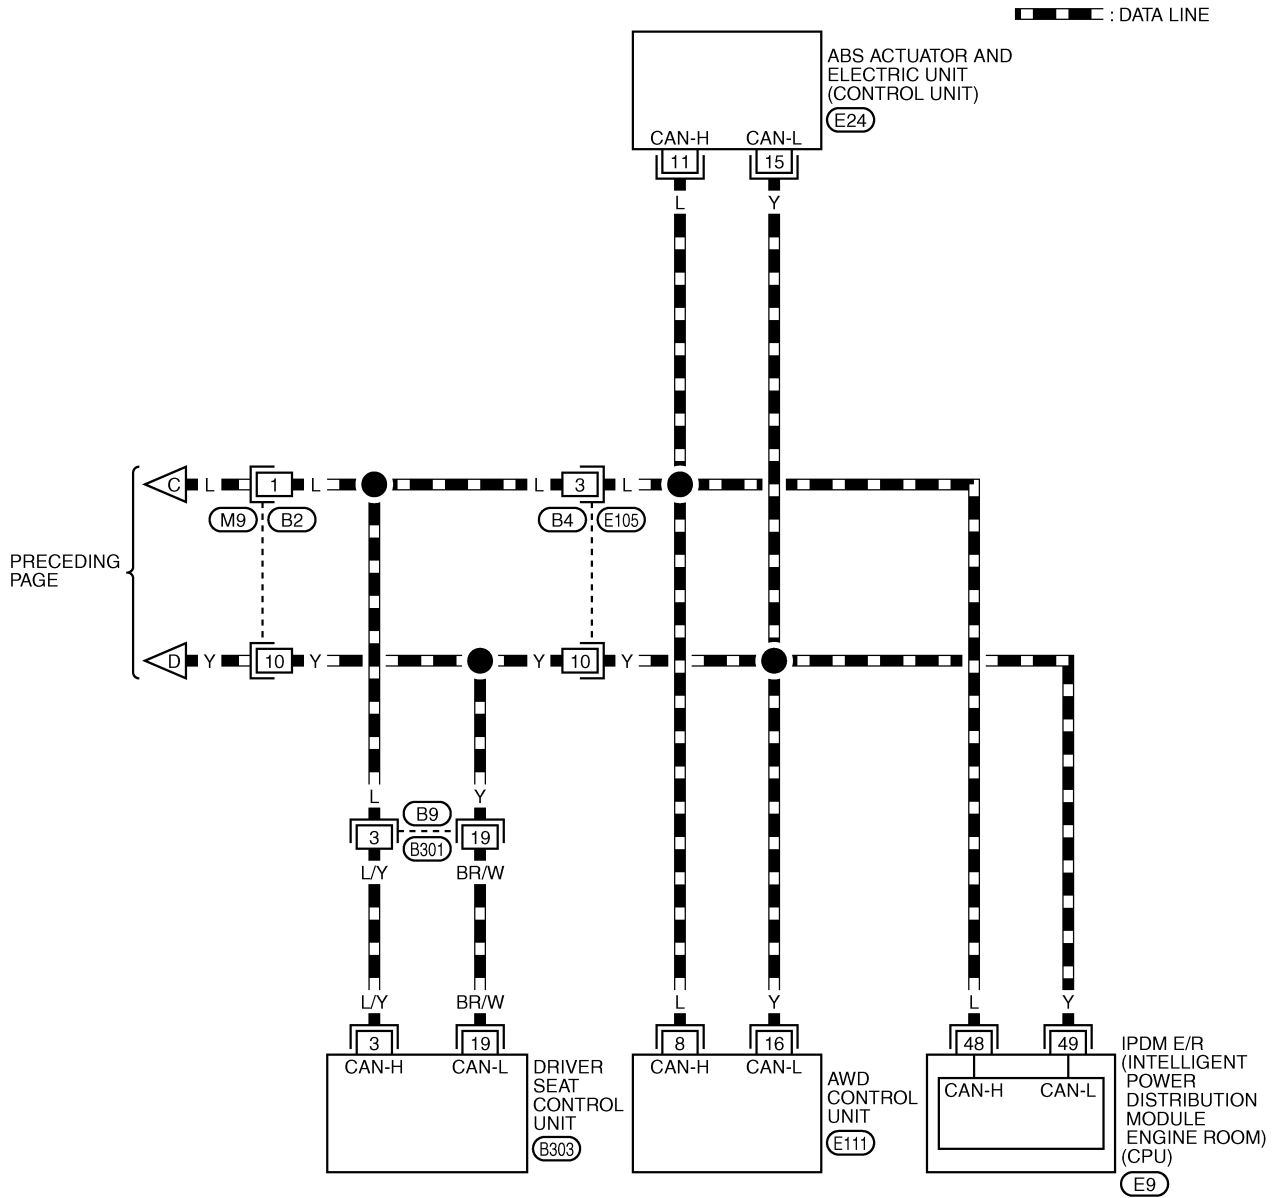 : DATA LINE
ABS ACTUATOR AND
ELECTRIC UNIT
(CONTROL UNIT)
E24
CAN-H CAN-L
11 15
L Y
C L 1 L L 3 L
M9 B2 B4 E105
PRECEDING
PAGE
D Y 10 Y Y 10 Y
L Y
B9
3 19
B301
L/Y BR/W
L/Y BR/W L Y L Y
3 19 8 16 48 49
CAN-H CAN-L
DRIVER
SEAT
CONTROL
UNIT
B303
CAN-H CAN-L
AWD
CONTROL
UNIT
E111
CAN-H CAN-L
IPDM E/R
(INTELLIGENT
POWER
DISTRIBUTION
MODULE
ENGINE ROOM)
(CPU)
E9